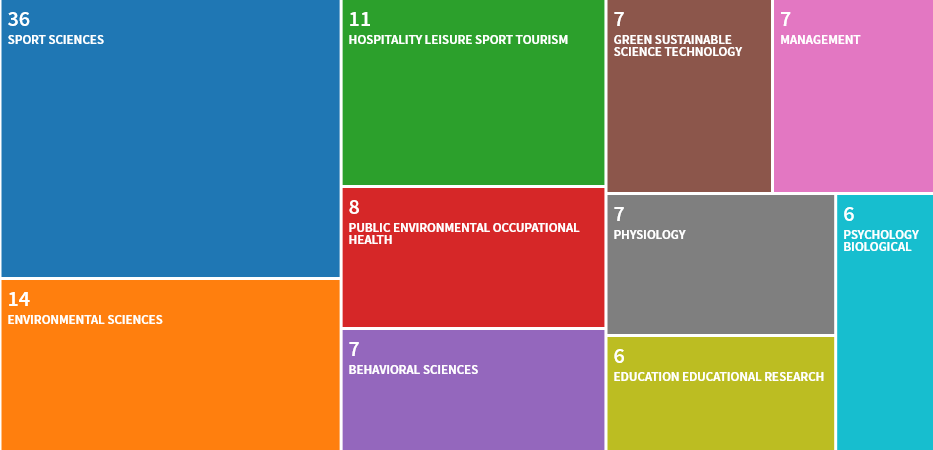 36
SPORT SCIENCES
14
ENVIRONMENTAL SCIENCES
11
HOSPITALITY LEISURE SPORT TOURISM
8
PUBLIC ENVIRONMENTAL OCCUPATIONAL
HEALTH
7
BEHAVIORAL SCIENCES
7
GREEN SUSTAINABLE
SCIENCE TECHNOLOGY
7
MANAGEMENT
7
PHYSIOLOGY
6
EDUCATION EDUCATIONAL RESEARCH
6
PSYCHOLOGY
BIOLOGICAL